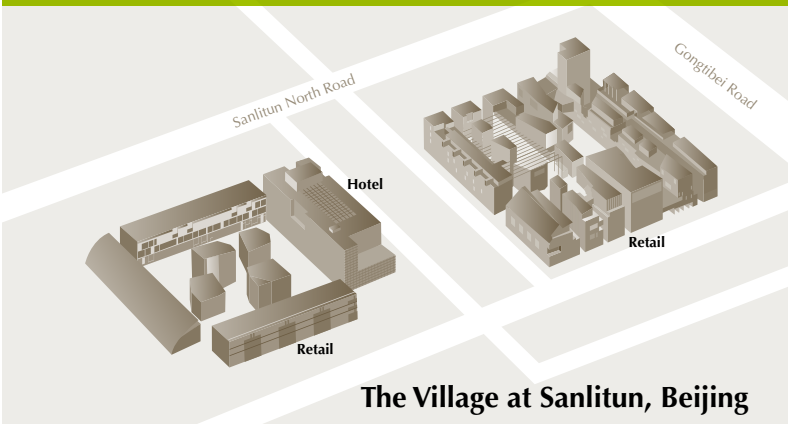 Gongtibei Road
Sanlitun North Road
Hotel
Retail
Retail
The Village at Sanlitun, Beijing